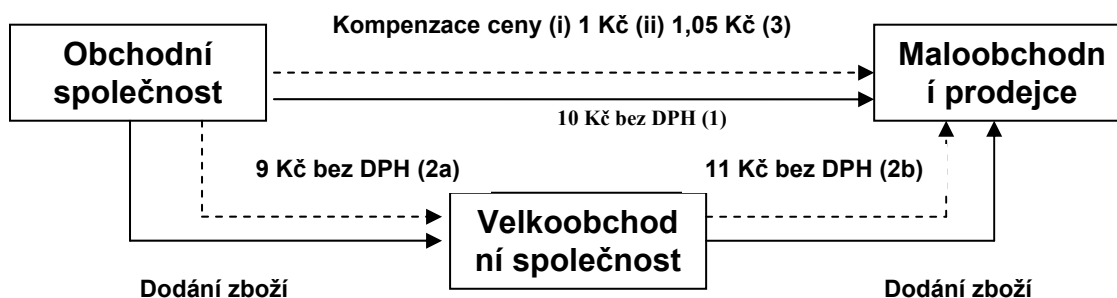 Kompenzace ceny (i) 1 Kč (ii) 1,05 Kč (3)
Obchodní
společnost
Maloobchodn
í prodejce
10 Kč bez DPH (1)
9 Kč bez DPH (2a)
11 Kč bez DPH (2b)
Velkoobchod
ní společnost
Dodání zboží
Dodání zboží